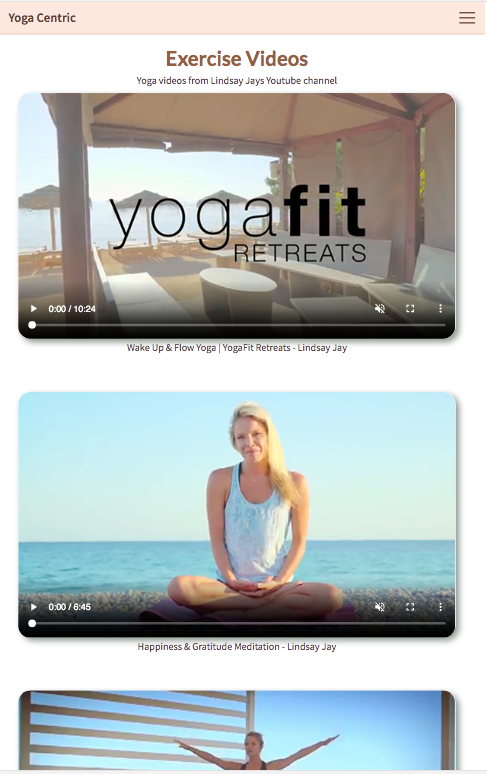 Yoga Centric
Exercise Videos
Yoga videos from Lindsay Jays Youtube channel
yogafit
RETREATS
0:00 / 10:24
Wake Up & Flow Yoga | YogaFit Retreats - Lindsay Jay
0:00 / 6:45
Happiness & Gratitude Meditation - Lindsay Jay